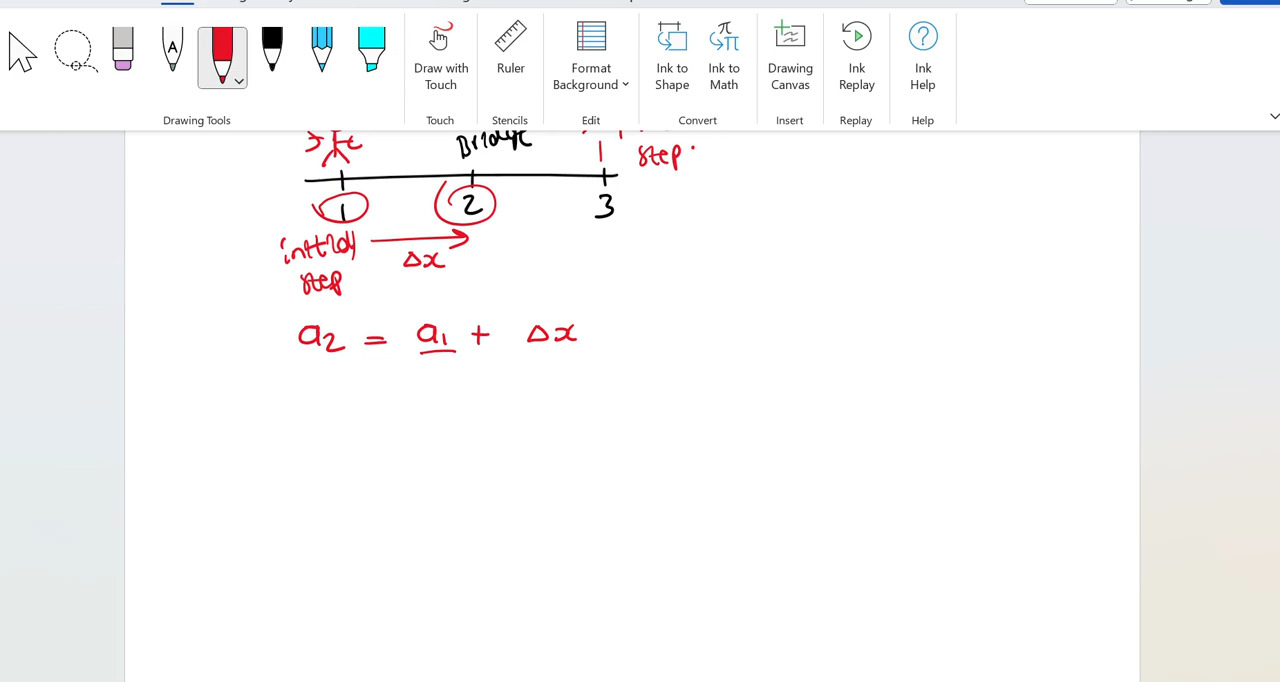 Draw with Touch
Ruler
Format Background
Ink to Shape
Ink to Math
Drawing Canvas
Ink Replay
Ink Help
Drawing Tools
Touch
Stencils
Edit
Convert
Insert
Replay
Help
A
π
ππ
?
Bridge
step.
1 2 3
initial
step
Δx
a2 = a1 + Δx